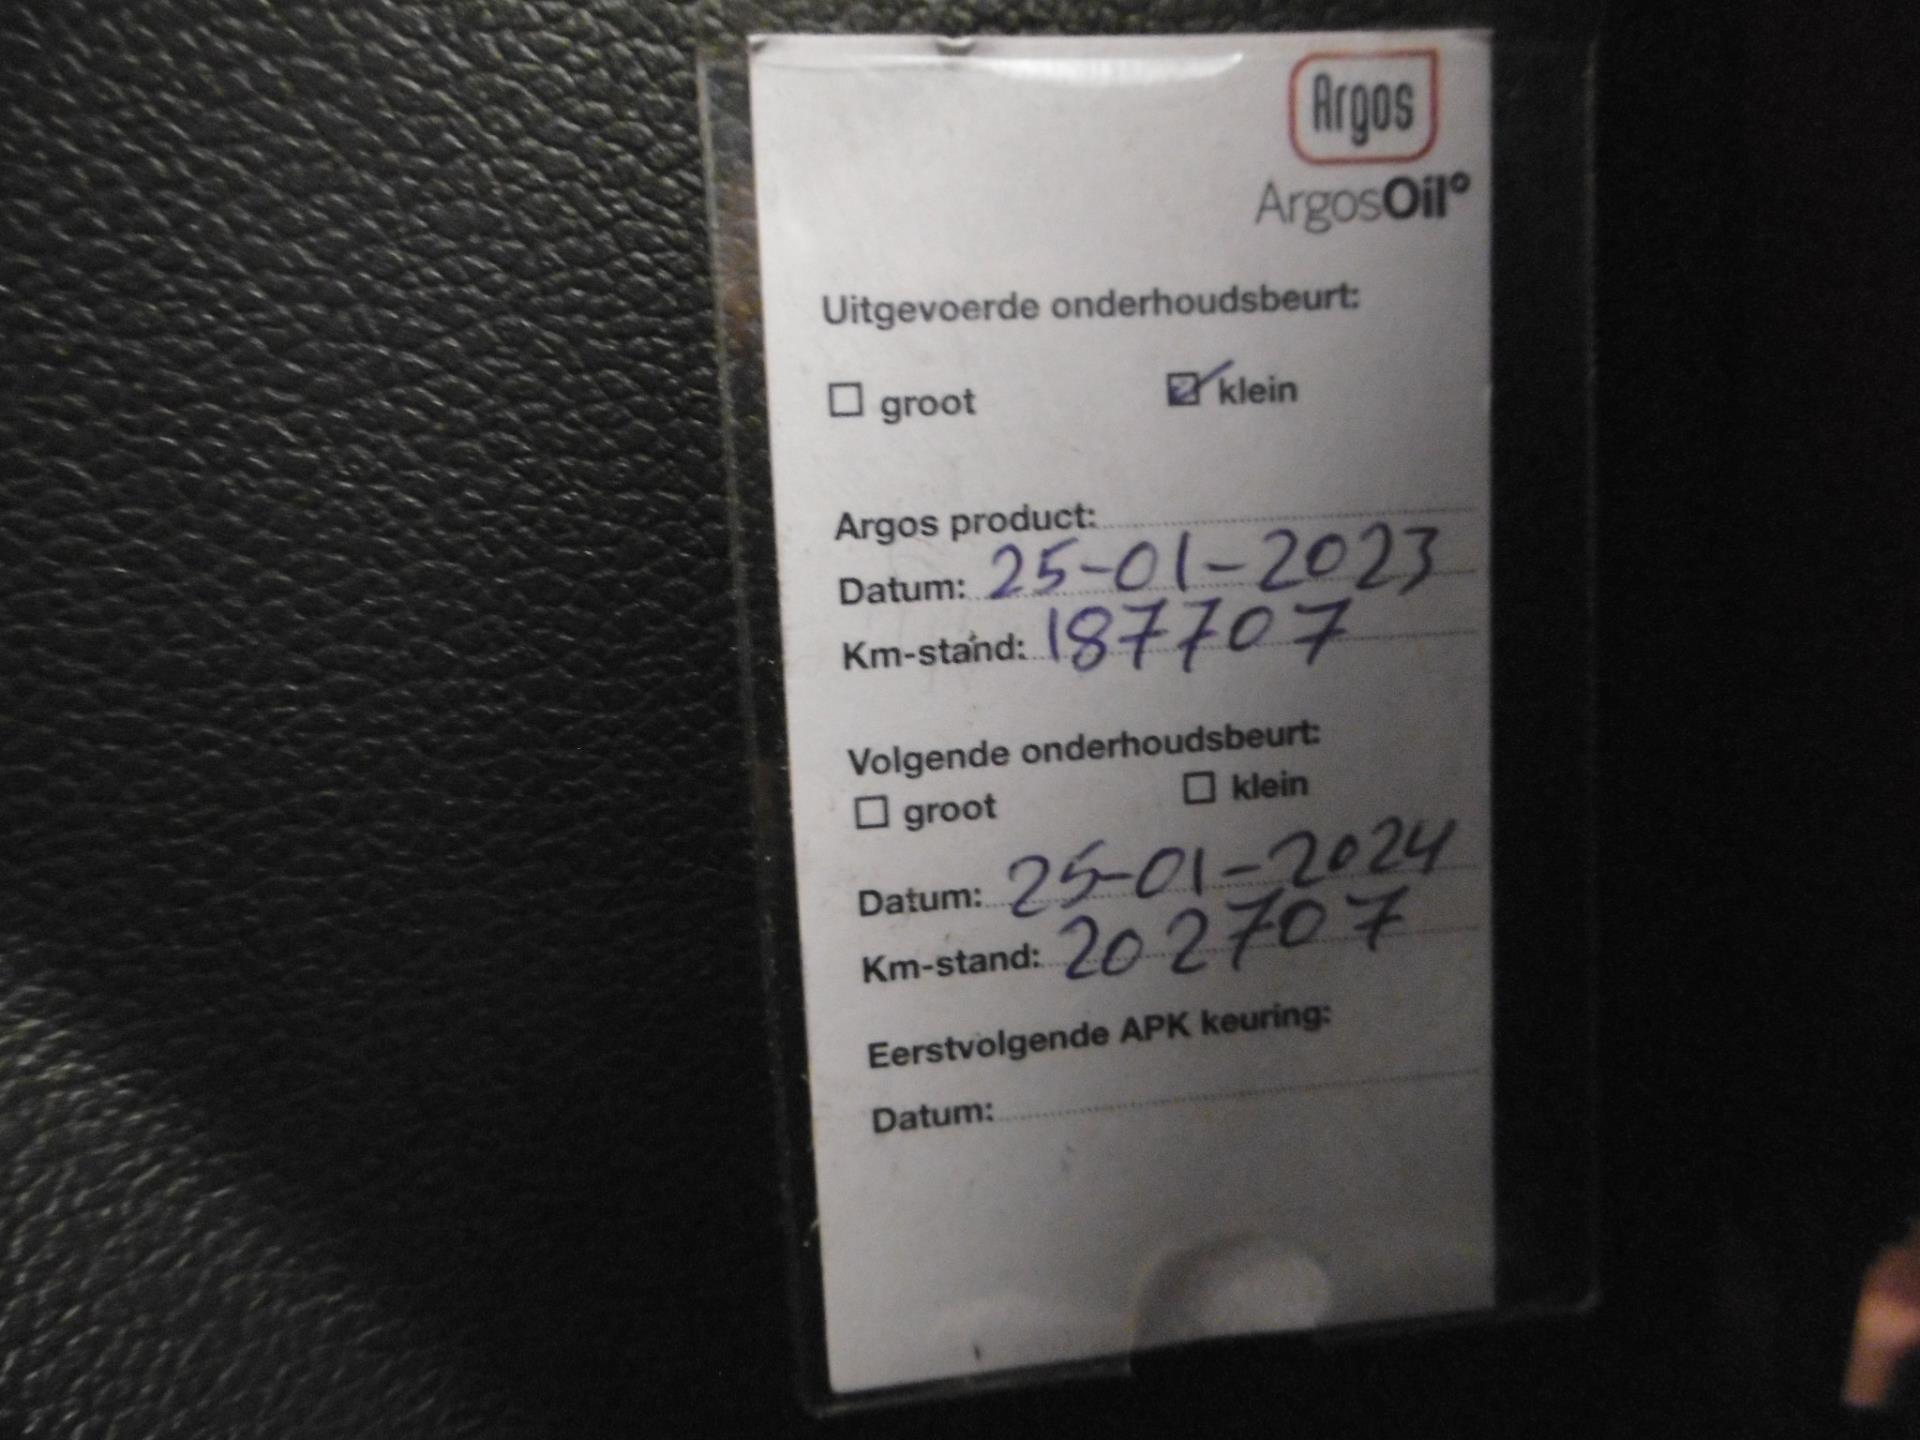 Argos
ArgosOil°
Uitgevoerde onderhoudsbeurt:
☐ groot ☑ klein
Argos product:
Datum: 25-01-2023
Km-stand: 187707
Volgende onderhoudsbeurt:
☐ groot ☐ klein
Datum: 25-01-2024
Km-stand: 202707
Eerstvolgende APK keuring:
Datum: